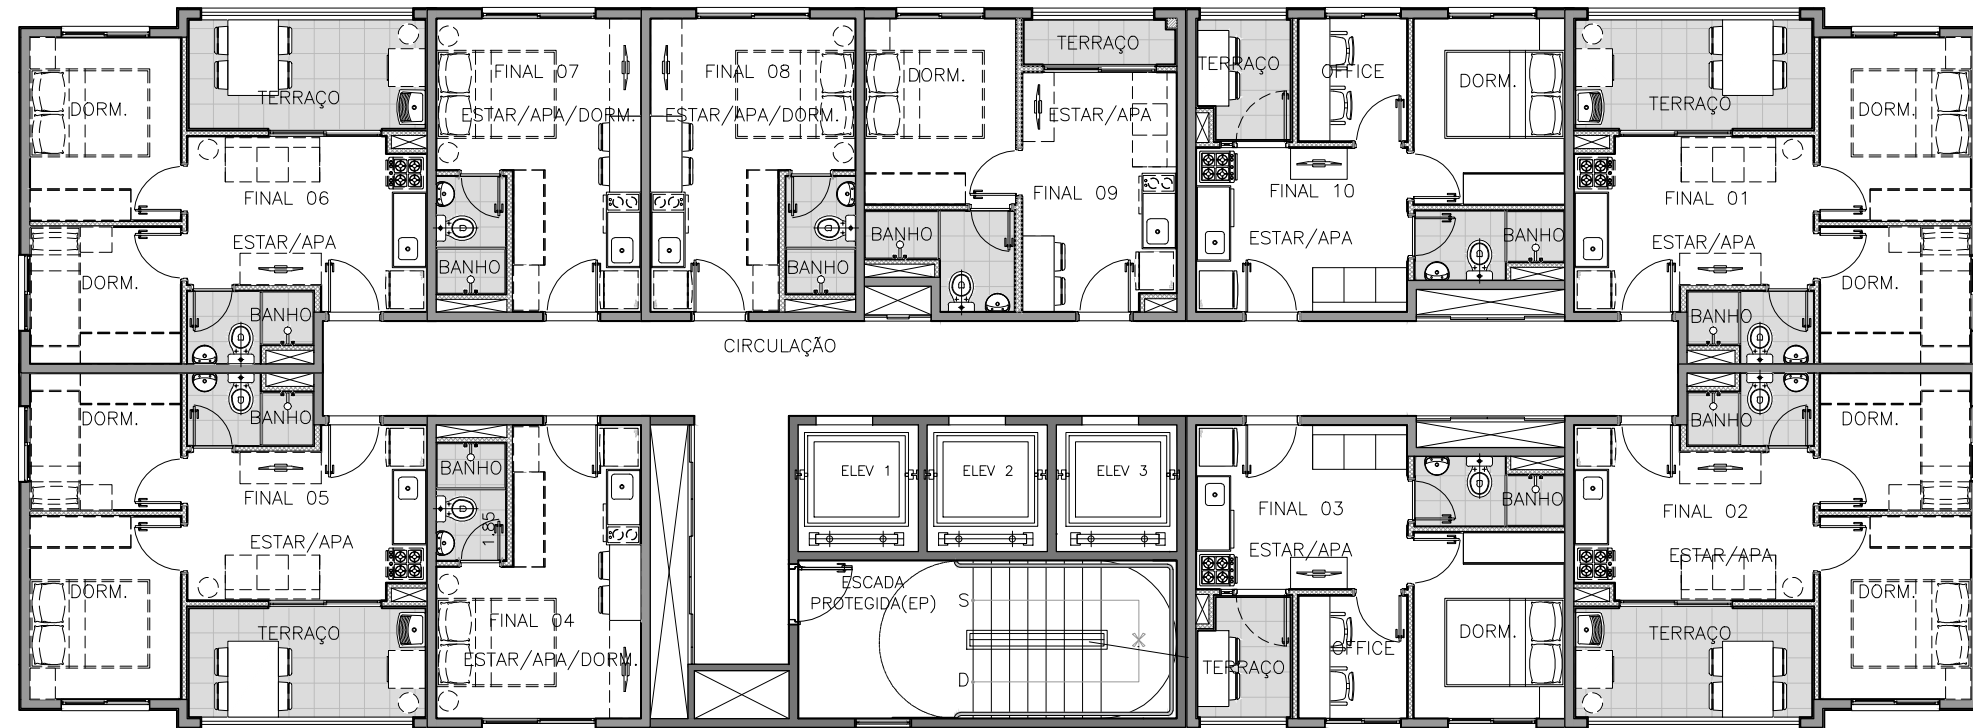 FINAL 07
FINAL 08
TERRAÇO
TERRAÇO
OFFICE
DORM.
DORM.
TERRAÇO
TERRAÇO
DORM.
DORM.
ESTAR/APA/DORM.
ESTAR/APA/DORM.
ESTAR/APA
FINAL 06
FINAL 09
FINAL 10
FINAL 01
ESTAR/APA
BANHO
ESTAR/APA
BANHO
ESTAR/APA
DORM.
BANHO
BANHO
DORM.
BANHO
BANHO
CIRCULAÇÃO
DORM.
BANHO
BANHO
DORM.
FINAL 05
BANHO
ELEV 1
ELEV 2
ELEV 3
FINAL 03
BANHO
FINAL 02
1.85
ESTAR/APA
ESTAR/APA
ESTAR/APA
DORM.
ESCADA
PROTEGIDA(EP)
S
DORM.
TERRAÇO
FINAL 04
DORM.
TERRAÇO
ESTAR/APA/DORM.
OFFICE
TERRAÇO
D